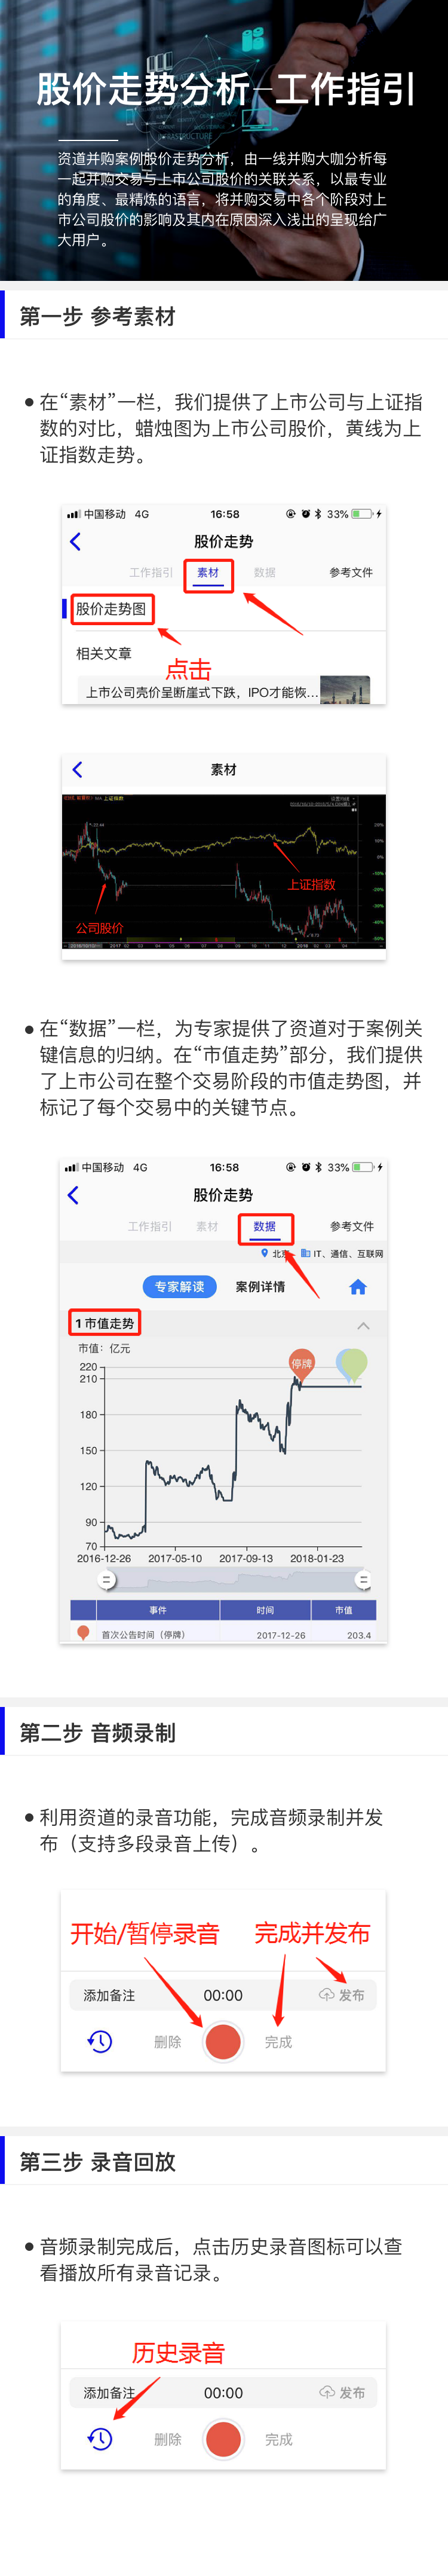 股价走势分析—工作指引
INFRASTRUCTURE
资道并购案例股价走势分析，由一线并购大咖分析每
一起并购交易与上市公司股价的关联关系，以最专业
的角度、最精炼的语言，将并购交易中各个阶段对上
市公司股价的影响及其内在原因深入浅出的呈现给广
大用户。
第一步 参考素材
在“素材”一栏，我们提供了上市公司与上证指
数的对比，蜡烛图为上市公司股价，黄线为上
证指数走势。
中国移动 4G 16:58 33%
股价走势
工作指引 素材 数据 参考文件
股价走势图
点击
相关文章
上市公司壳价呈断崖式下跌，IPO才能恢…
素材
上证指数
公司股价
在“数据”一栏，为专家提供了资道对于案例关
键信息的归纳。在“市值走势”部分，我们提供
了上市公司在整个交易阶段的市值走势图，并
标记了每个交易中的关键节点。
中国移动 4G 16:58 33%
股价走势
工作指引 素材 数据 参考文件
北京 IT、通信、互联网
专家解读 案例详情
1 市值走势
市值：亿元
停牌
220
210
180
150
120
90
70
2016-12-26 2017-05-10 2017-09-13 2018-01-23
事件 时间 市值
首次公告时间（停牌） 2017-12-26 203.4
第二步 音频录制
利用资道的录音功能，完成音频录制并发
布（支持多段录音上传）。
开始/暂停录音 完成并发布
添加备注 00:00 发布
删除 完成
第三步 录音回放
音频录制完成后，点击历史录音图标可以查
看播放所有录音记录。
历史录音
添加备注 00:00 发布
删除 完成